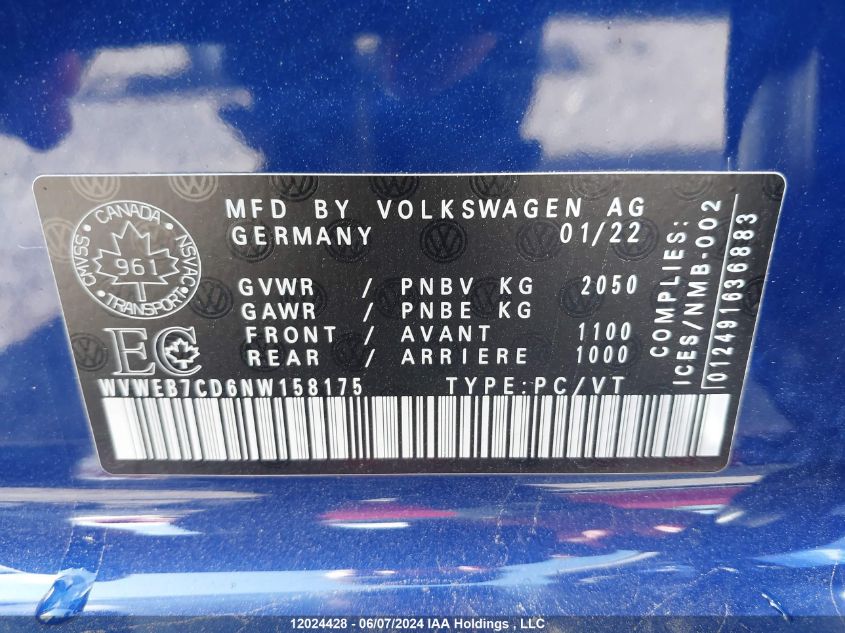 CANADA
CMVSS
NSVAC
961
TRANSPORT
EC
MFD BY VOLKSWAGEN AG
GERMANY 01/22
GVWR / PNBV KG 2050
GAWR / PNBE KG
FRONT / AVANT 1100
REAR / ARRIERE 1000
WVWEB7CD6NW158175 TYPE:PC/VT
COMPLIES:
ICES/NMB-002
012491636883
12024428 - 06/07/2024 IAA Holdings , LLC